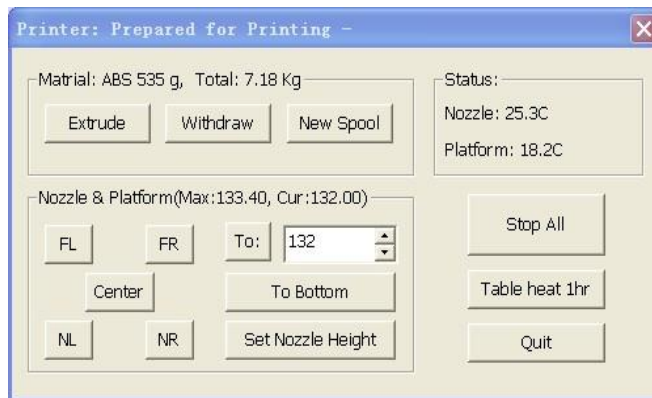 Printer: Prepared for Printing -
Matrial: ABS 535 g, Total: 7.18 Kg
Extrude
Withdraw
New Spool
Status:
Nozzle: 25.3C
Platform: 18.2C
Nozzle & Platform(Max:133.40, Cur:132.00)
FL
FR
To:
132
Center
To Bottom
NL
NR
Set Nozzle Height
Stop All
Table heat 1hr
Quit